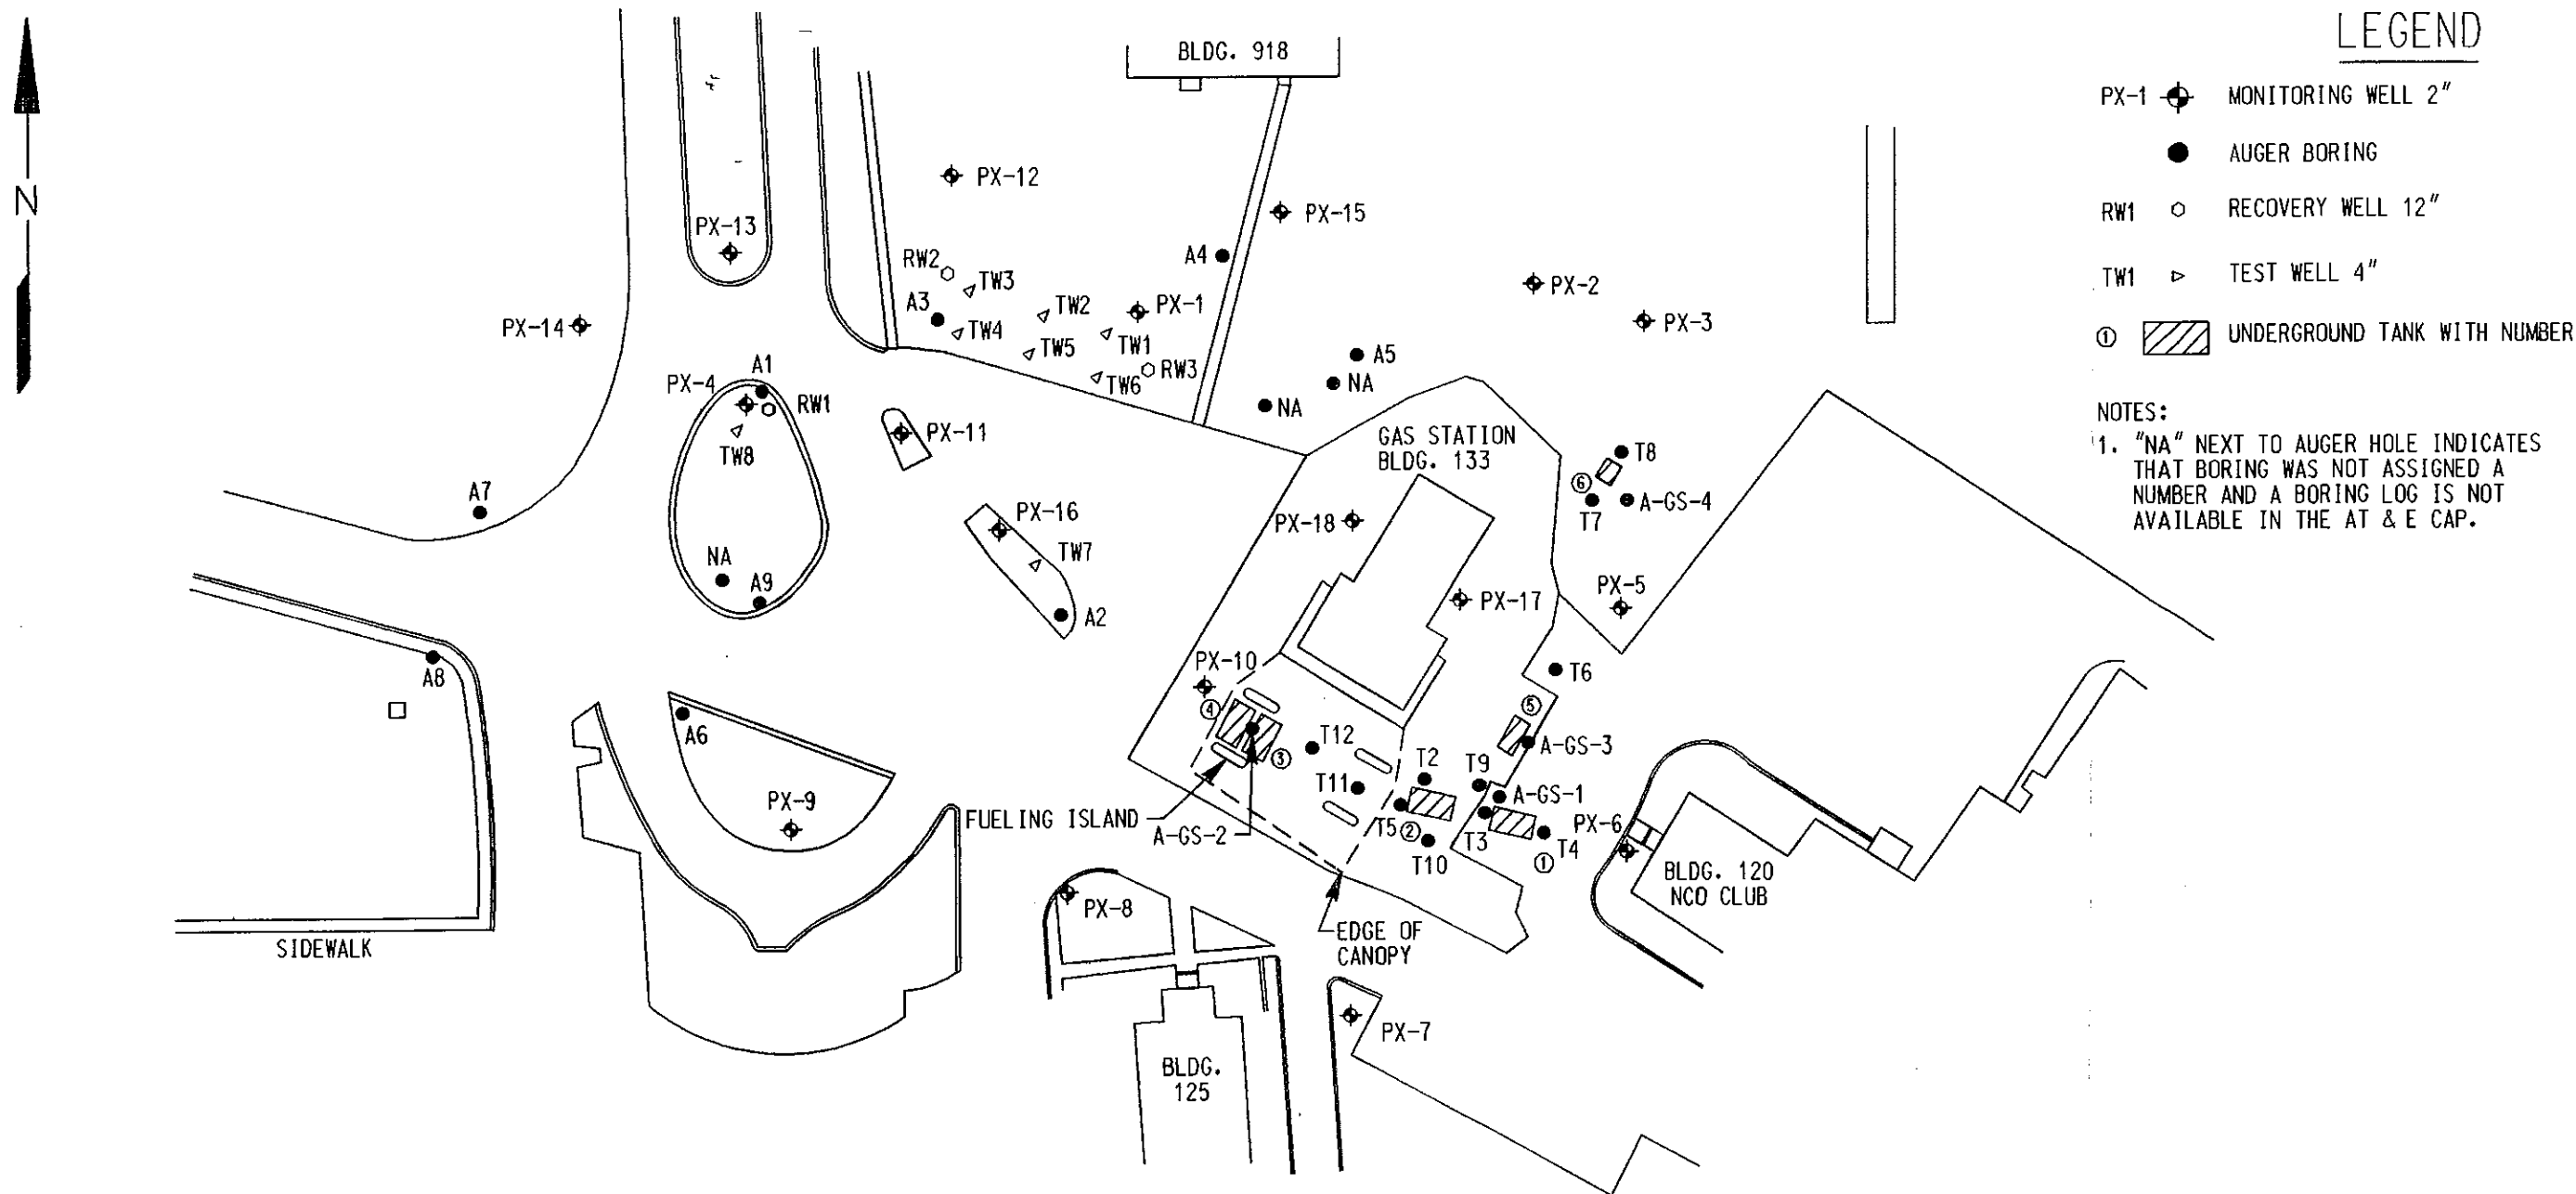 LEGEND
PX-1 MONITORING WELL 2"
AUGER BORING
RW1 RECOVERY WELL 12"
TW1 TEST WELL 4"
1 UNDERGROUND TANK WITH NUMBER
NOTES:
1. "NA" NEXT TO AUGER HOLE INDICATES
THAT BORING WAS NOT ASSIGNED A
NUMBER AND A BORING LOG IS NOT
AVAILABLE IN THE AT & E CAP.
N
BLDG. 918
PX-12
PX-15
PX-13
A4
RW2
TW3
PX-2
A3
TW2
PX-1
PX-14
TW4
TW1
PX-3
TW5
A5
A1
RW3
PX-4
TW6
NA
RW1
NA
PX-11
GAS STATION
BLDG. 133
TW8
T8
6
A7
A-GS-4
PX-16
PX-18
T7
TW7
NA
A9
PX-5
PX-17
A2
PX-10
T6
A8
4
5
A6
T12
A-GS-3
3
T2
T9
T11
A-GS-1
PX-9
FUELING ISLAND
A-GS-2
T5
2
T3
PX-6
T10
1
T4
BLDG. 120
NCO CLUB
PX-8
EDGE OF
CANOPY
SIDEWALK
PX-7
BLDG.
125